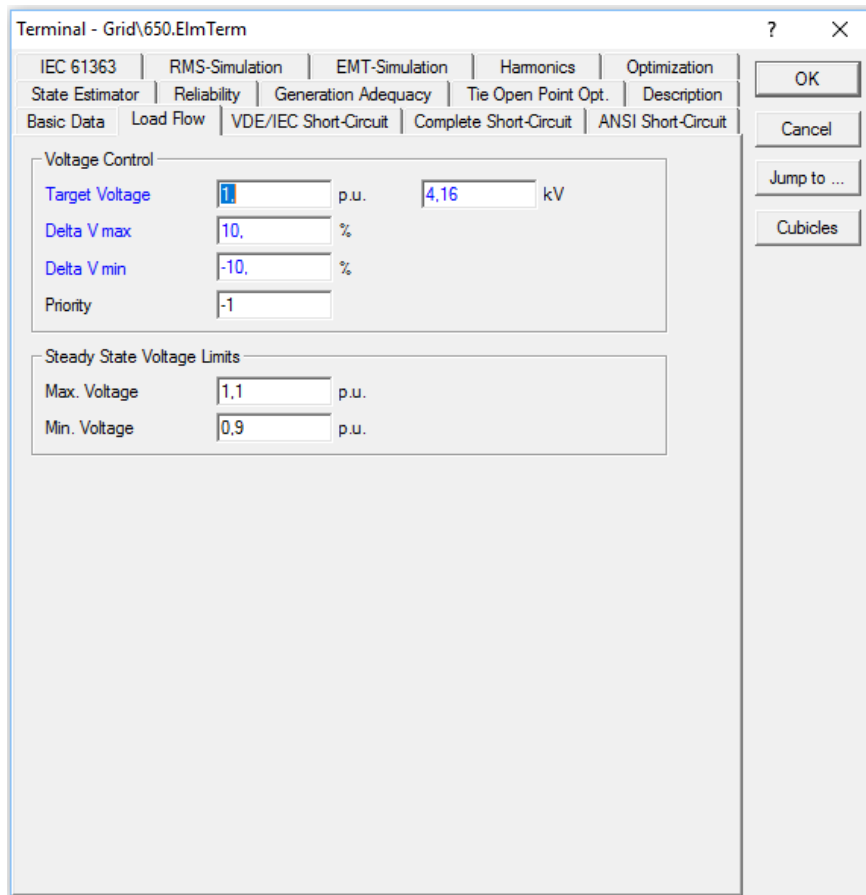 Terminal - Grid\650.ElmTerm ?
IEC 61363 RMS-Simulation EMT-Simulation Harmonics Optimization
State Estimator Reliability Generation Adequacy Tie Open Point Opt. Description
Basic Data Load Flow VDE/IEC Short-Circuit Complete Short-Circuit ANSI Short-Circuit
OK
Cancel
Jump to ...
Cubicles
Voltage Control
Target Voltage 1, p.u. 4,16 kV
Delta V max 10, %
Delta V min -10, %
Priority -1
Steady State Voltage Limits
Max. Voltage 1,1 p.u.
Min. Voltage 0,9 p.u.